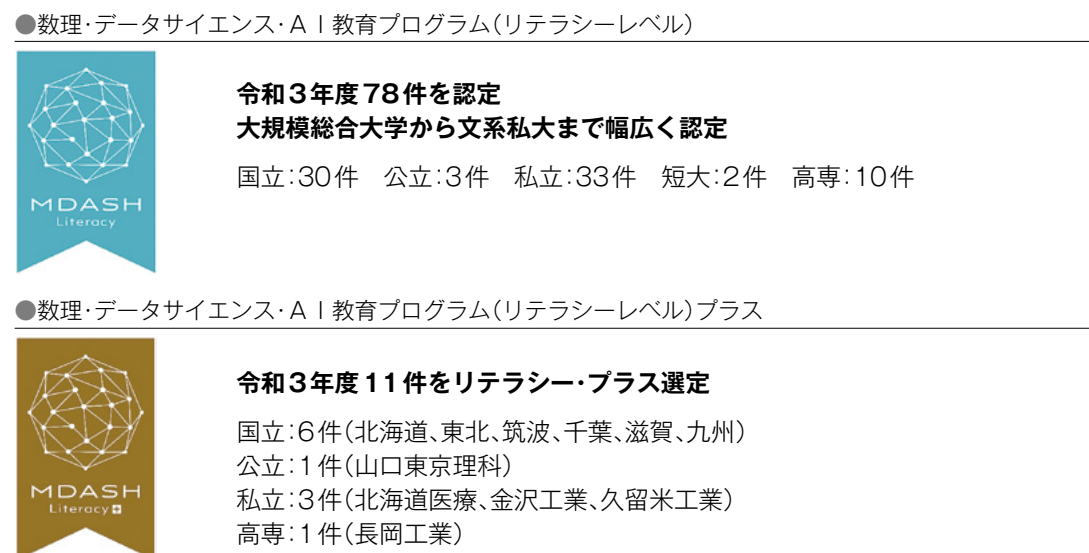 ●数理・データサイエンス・AI教育プログラム(リテラシーレベル)
令和3年度78件を認定
大規模総合大学から文系私大まで幅広く認定
国立:30件 公立:3件 私立:33件 短大:2件 高専:10件
MDASH
Literacy
●数理・データサイエンス・AI教育プログラム(リテラシーレベル)プラス
令和3年度11件をリテラシー・プラス選定
国立:6件(北海道、東北、筑波、千葉、滋賀、九州)
公立:1件(山口東京理科)
私立:3件(北海道医療、金沢工業、久留米工業)
高専:1件(長岡工業)
MDASH
Literacy+